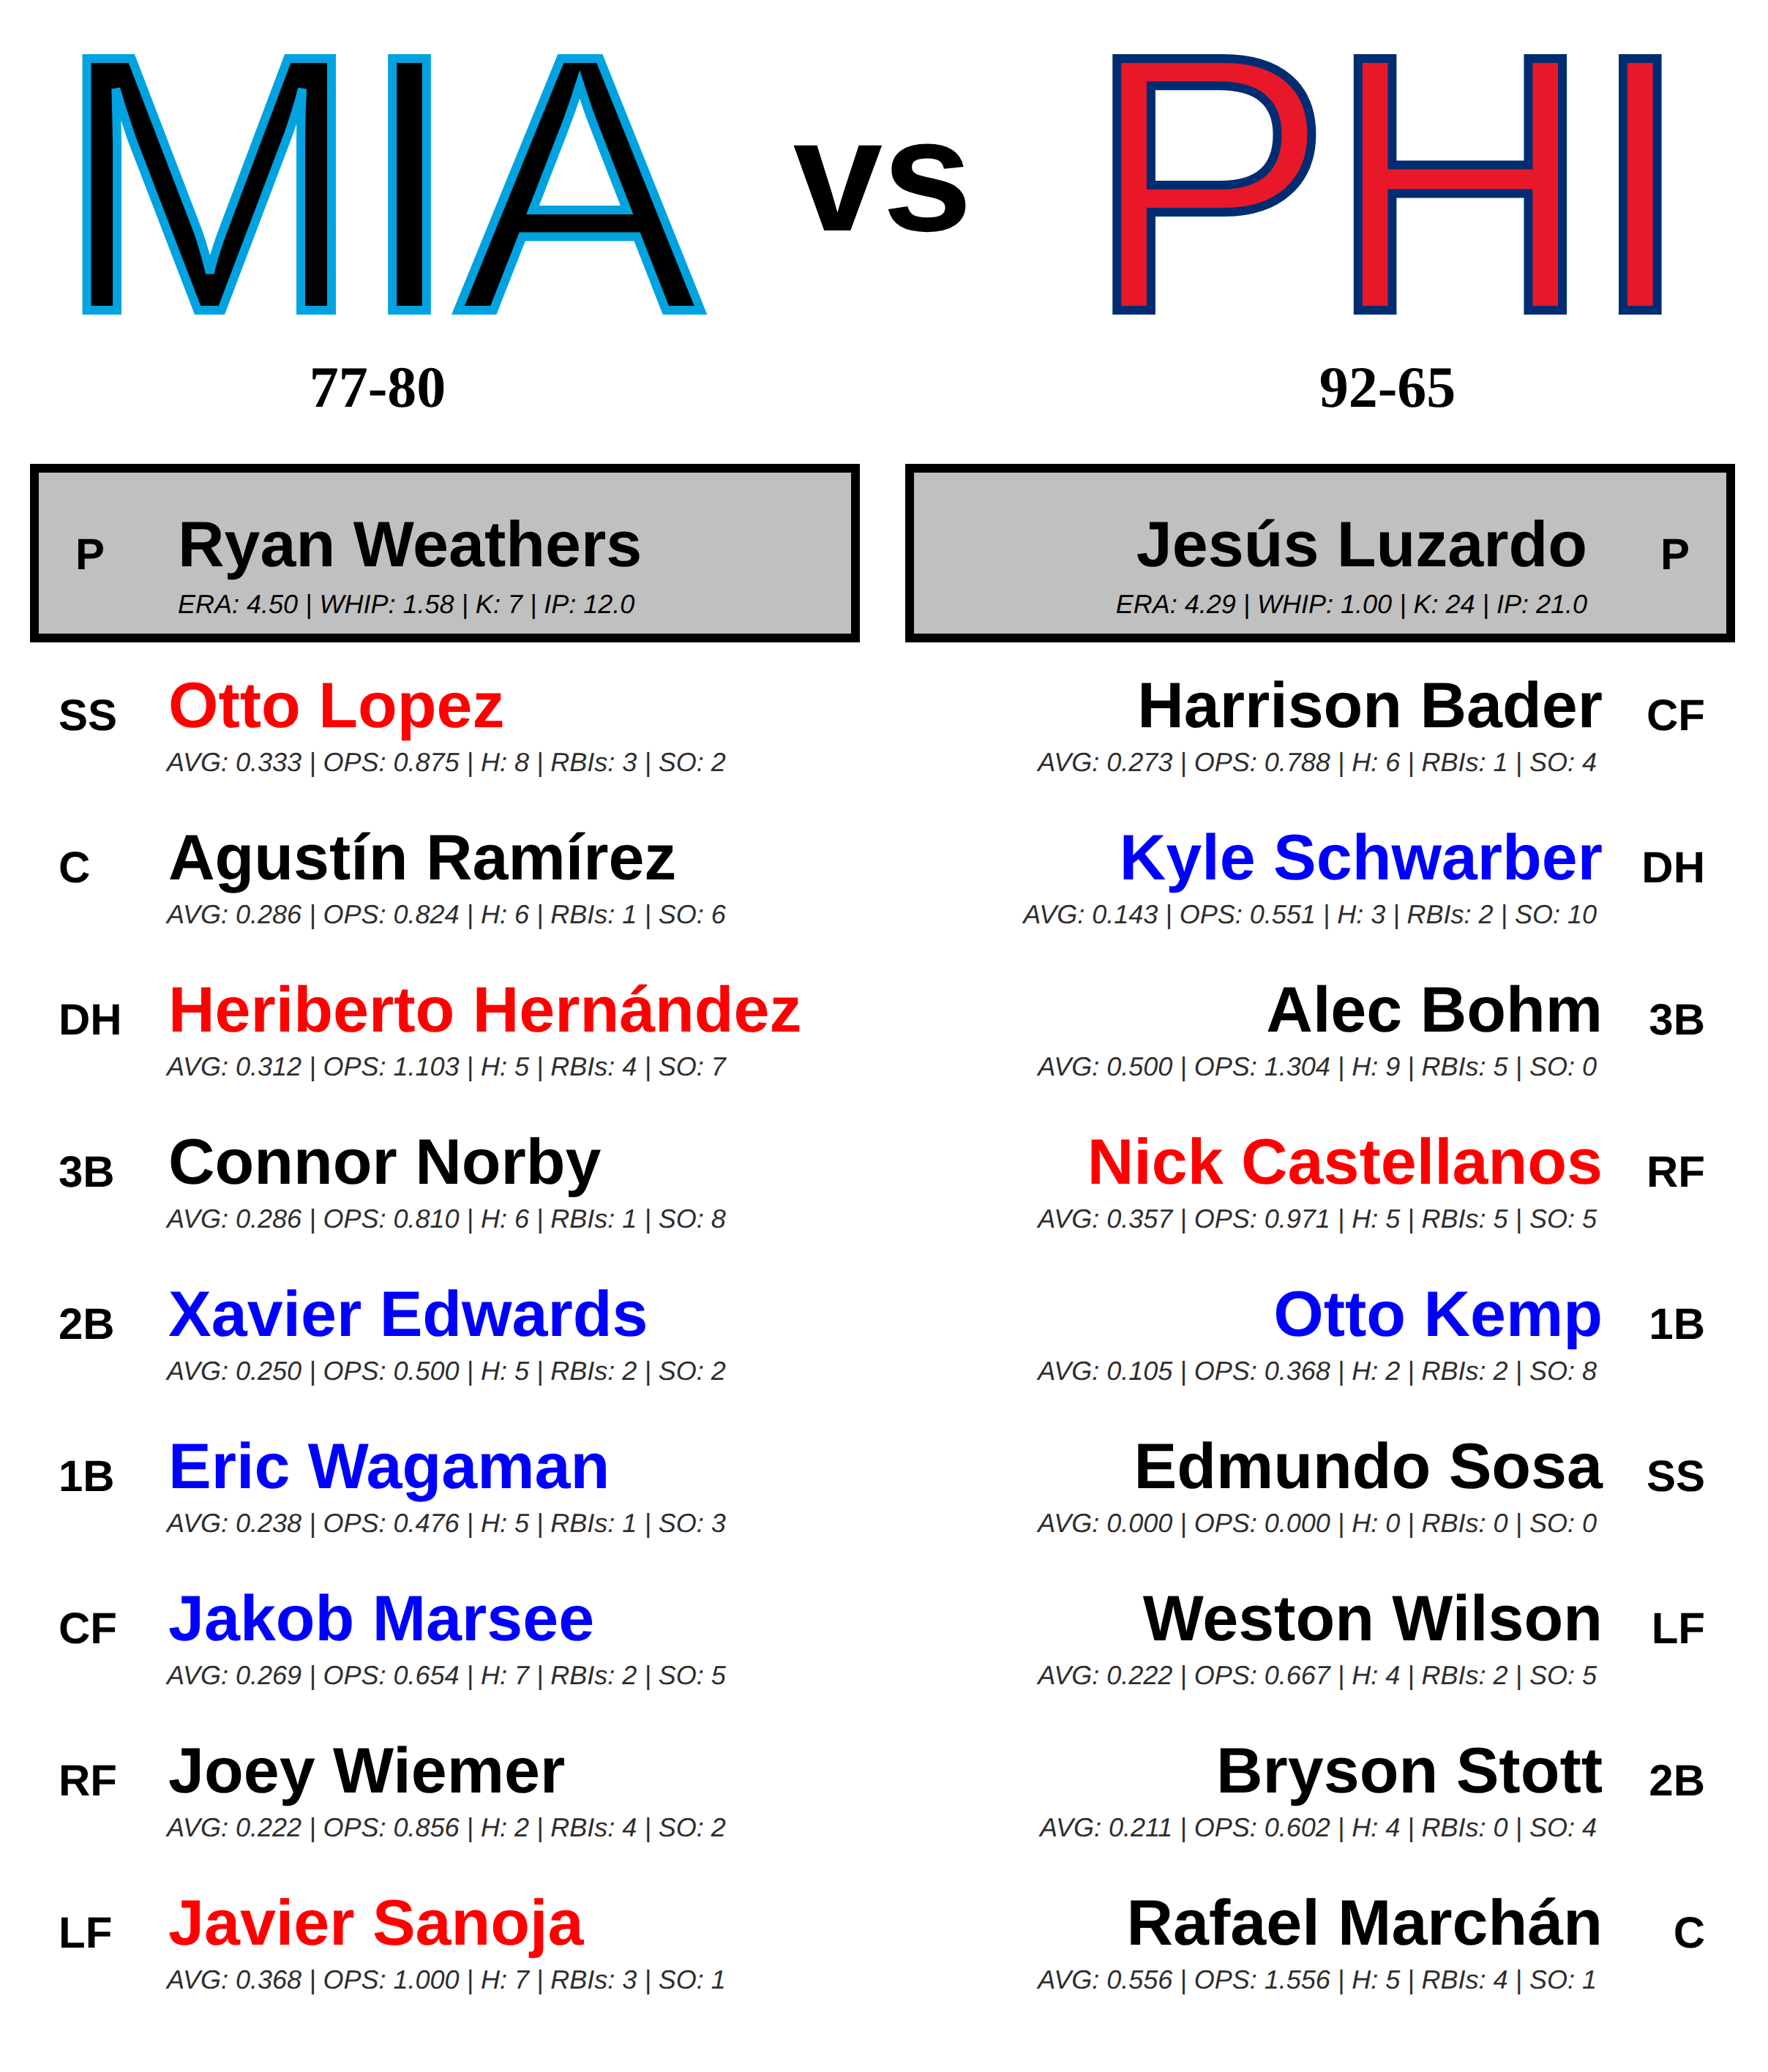 MIA vs PHI
77-80 92-65
P Ryan Weathers Jesús Luzardo P
ERA: 4.50 | WHIP: 1.58 | K: 7 | IP: 12.0 ERA: 4.29 | WHIP: 1.00 | K: 24 | IP: 21.0
SS Otto Lopez Harrison Bader CF
AVG: 0.333 | OPS: 0.875 | H: 8 | RBIs: 3 | SO: 2 AVG: 0.273 | OPS: 0.788 | H: 6 | RBIs: 1 | SO: 4
C Agustín Ramírez Kyle Schwarber DH
AVG: 0.286 | OPS: 0.824 | H: 6 | RBIs: 1 | SO: 6 AVG: 0.143 | OPS: 0.551 | H: 3 | RBIs: 2 | SO: 10
DH Heriberto Hernández Alec Bohm 3B
AVG: 0.312 | OPS: 1.103 | H: 5 | RBIs: 4 | SO: 7 AVG: 0.500 | OPS: 1.304 | H: 9 | RBIs: 5 | SO: 0
3B Connor Norby Nick Castellanos RF
AVG: 0.286 | OPS: 0.810 | H: 6 | RBIs: 1 | SO: 8 AVG: 0.357 | OPS: 0.971 | H: 5 | RBIs: 5 | SO: 5
2B Xavier Edwards Otto Kemp 1B
AVG: 0.250 | OPS: 0.500 | H: 5 | RBIs: 2 | SO: 2 AVG: 0.105 | OPS: 0.368 | H: 2 | RBIs: 2 | SO: 8
1B Eric Wagaman Edmundo Sosa SS
AVG: 0.238 | OPS: 0.476 | H: 5 | RBIs: 1 | SO: 3 AVG: 0.000 | OPS: 0.000 | H: 0 | RBIs: 0 | SO: 0
CF Jakob Marsee Weston Wilson LF
AVG: 0.269 | OPS: 0.654 | H: 7 | RBIs: 2 | SO: 5 AVG: 0.222 | OPS: 0.667 | H: 4 | RBIs: 2 | SO: 5
RF Joey Wiemer Bryson Stott 2B
AVG: 0.222 | OPS: 0.856 | H: 2 | RBIs: 4 | SO: 2 AVG: 0.211 | OPS: 0.602 | H: 4 | RBIs: 0 | SO: 4
LF Javier Sanoja Rafael Marchán C
AVG: 0.368 | OPS: 1.000 | H: 7 | RBIs: 3 | SO: 1 AVG: 0.556 | OPS: 1.556 | H: 5 | RBIs: 4 | SO: 1